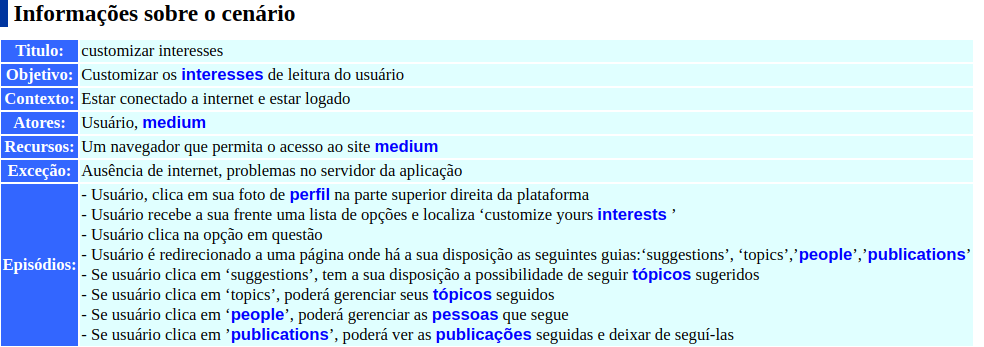 Informações sobre o cenário
Titulo: customizar interesses
Objetivo: Customizar os interesses de leitura do usuário
Contexto: Estar conectado a internet e estar logado
Atores: Usuário, medium
Recursos: Um navegador que permita o acesso ao site medium
Exceção: Ausência de internet, problemas no servidor da aplicação
Episódios:
- Usuário, clica em sua foto de perfil na parte superior direita da plataforma
- Usuário recebe a sua frente uma lista de opções e localiza ‘customize yours interests ’
- Usuário clica na opção em questão
- Usuário é redirecionado a uma página onde há a sua disposição as seguintes guias:‘suggestions’, ‘topics’,’people’,’publications’
- Se usuário clica em ‘suggestions’, tem a sua disposição a possibilidade de seguir tópicos sugeridos
- Se usuário clica em ‘topics’, poderá gerenciar seus tópicos seguidos
- Se usuário clica em ‘people’, poderá gerenciar as pessoas que segue
- Se usuário clica em ’publications’, poderá ver as publicações seguidas e deixar de seguí-las